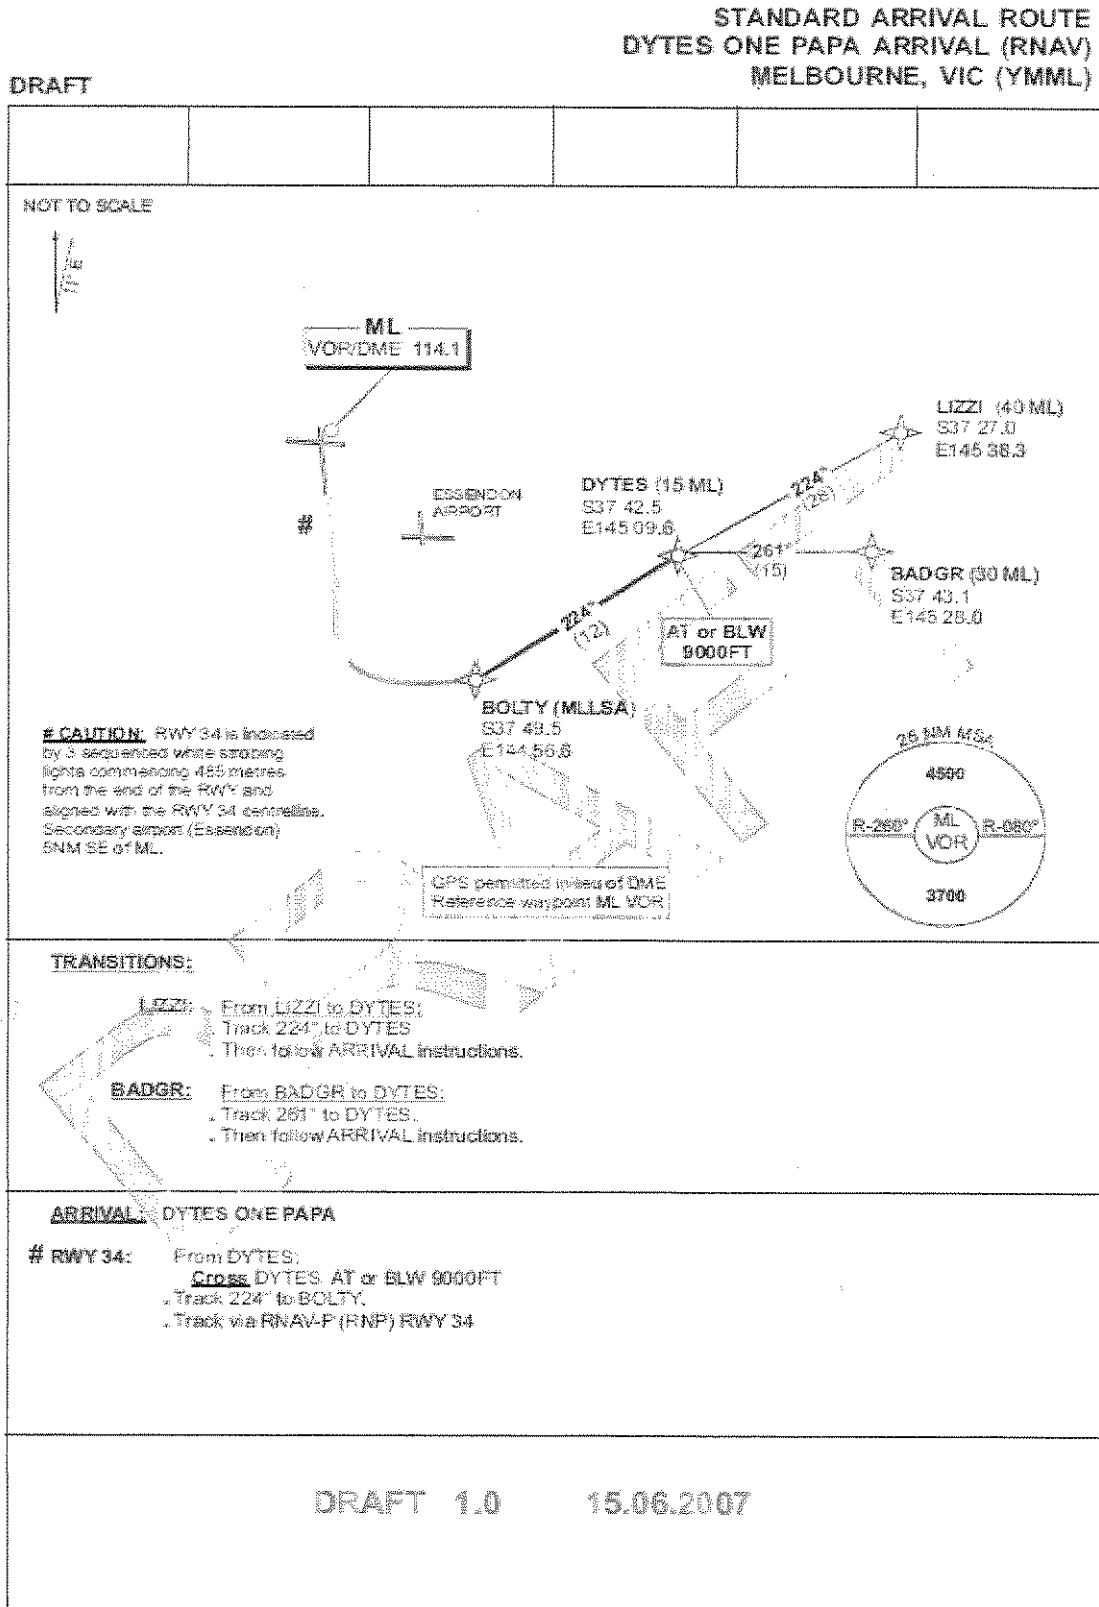 STANDARD ARRIVAL ROUTE
DYTES ONE PAPA ARRIVAL (RNAV)
MELBOURNE, VIC (YMML)
DRAFT
NOT TO SCALE
ML
VOR/DME 114.1
LIZZI (40 ML)
S37 27.0
E145 38.3
224°
(26)
DYTES (15 ML)
S37 42.5
E145 09.6
ESSENDON
AIRPORT
#
261°
(15)
BADGR (30 ML)
S37 43.1
E145 28.0
224°
(12)
AT or BLW
9000FT
BOLTY (MLLSA)
S37 49.5
E144 56.6
# CAUTION: RWY 34 is indicated
by 3 sequenced white strobing
lights commencing 485 metres
from the end of the RWY and
aligned with the RWY 34 centreline.
Secondary airport (Essendon)
5NM SE of ML.
25 NM MSA
4500
R-260° ML VOR R-080°
3700
GPS permitted in lieu of DME
Reference waypoint ML VOR
TRANSITIONS:
LIZZI: From LIZZI to DYTES:
. Track 224° to DYTES
. Then follow ARRIVAL instructions.
BADGR: From BADGR to DYTES:
. Track 261° to DYTES.
. Then follow ARRIVAL instructions.
ARRIVAL: DYTES ONE PAPA
# RWY 34: From DYTES:
Cross DYTES AT or BLW 9000FT
. Track 224° to BOLTY.
. Track via RNAV-P (RNP) RWY 34
DRAFT 1.0 15.06.2007